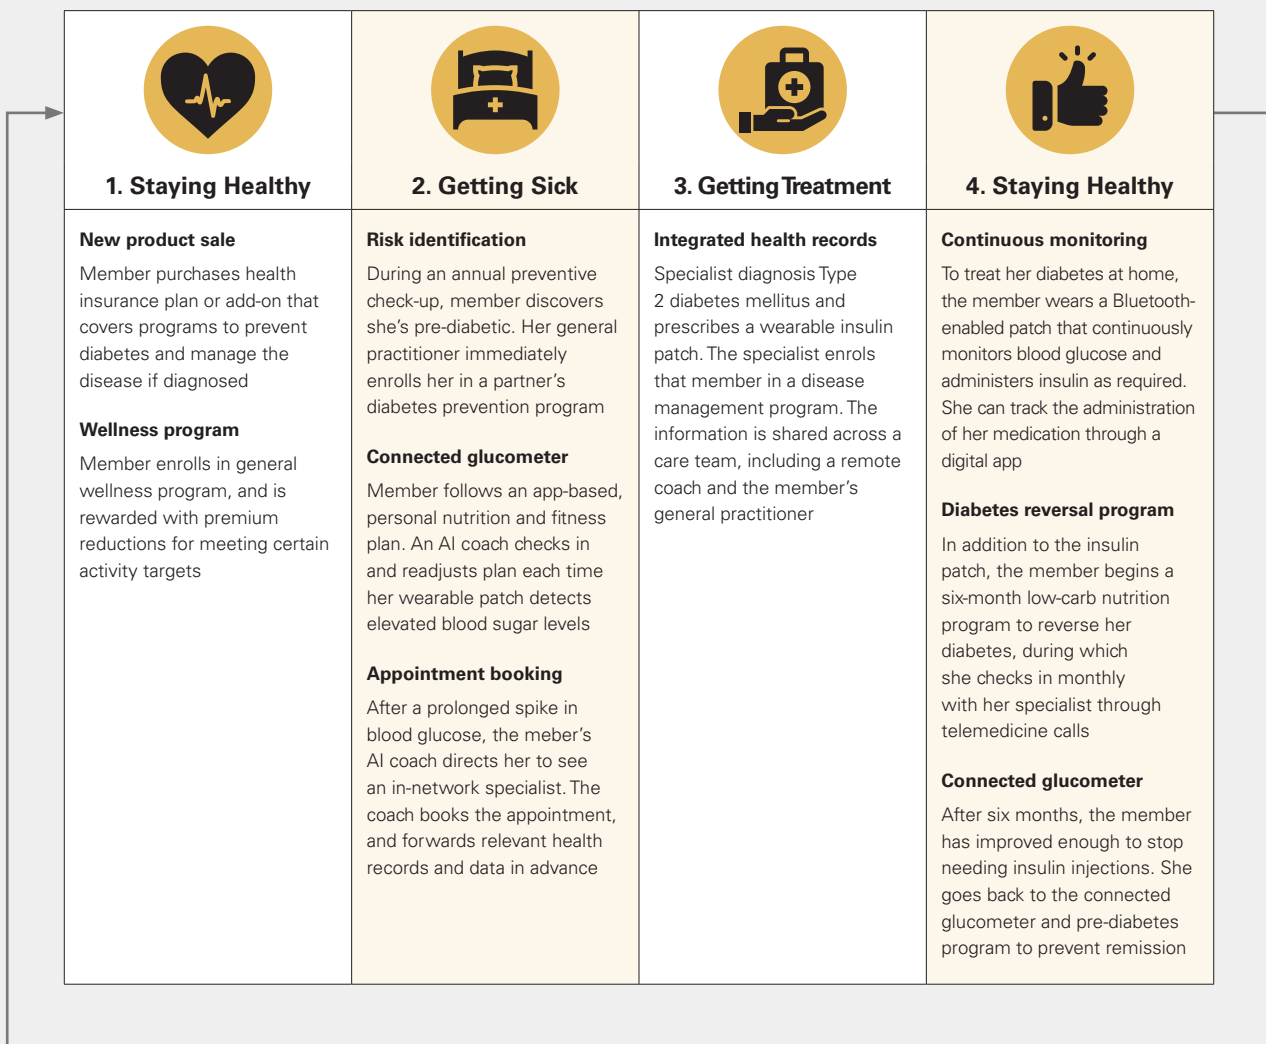 1. Staying Healthy
New product sale
Member purchases health
insurance plan or add-on that
covers programs to prevent
diabetes and manage the
disease if diagnosed
Wellness program
Member enrolls in general
wellness program, and is
rewarded with premium
reductions for meeting certain
activity targets
2. Getting Sick
Risk identification
During an annual preventive
check-up, member discovers
she’s pre-diabetic. Her general
practitioner immediately
enrolls her in a partner’s
diabetes prevention program
Connected glucometer
Member follows an app-based,
personal nutrition and fitness
plan. An AI coach checks in
and readjusts plan each time
her wearable patch detects
elevated blood sugar levels
Appointment booking
After a prolonged spike in
blood glucose, the meber’s
AI coach directs her to see
an in-network specialist. The
coach books the appointment,
and forwards relevant health
records and data in advance
3. Getting Treatment
Integrated health records
Specialist diagnosis Type
2 diabetes mellitus and
prescribes a wearable insulin
patch. The specialist enrols
that member in a disease
management program. The
information is shared across a
care team, including a remote
coach and the member’s
general practitioner
4. Staying Healthy
Continuous monitoring
To treat her diabetes at home,
the member wears a Bluetooth-
enabled patch that continuously
monitors blood glucose and
administers insulin as required.
She can track the administration
of her medication through a
digital app
Diabetes reversal program
In addition to the insulin
patch, the member begins a
six-month low-carb nutrition
program to reverse her
diabetes, during which
she checks in monthly
with her specialist through
telemedicine calls
Connected glucometer
After six months, the member
has improved enough to stop
needing insulin injections. She
goes back to the connected
glucometer and pre-diabetes
program to prevent remission